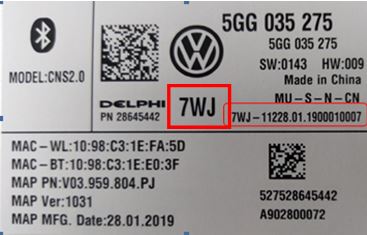 5GG 035 275
5GG 035 275
SW:0143 HW:009
Made in China
MU-S-N-CN
MODEL:CNS2.0
DELPHI
PN 28645442
7WJ
7WJ-11228.01.1900010007
MAC-WL:10:98:C3:1E:FA:5D
MAC-BT:10:98:C3:1E:E0:3F
MAP PN:V03.959.804.PJ
MAP Ver:1031
MAP MFG. Date:28.01.2019
527528645442
A902800072